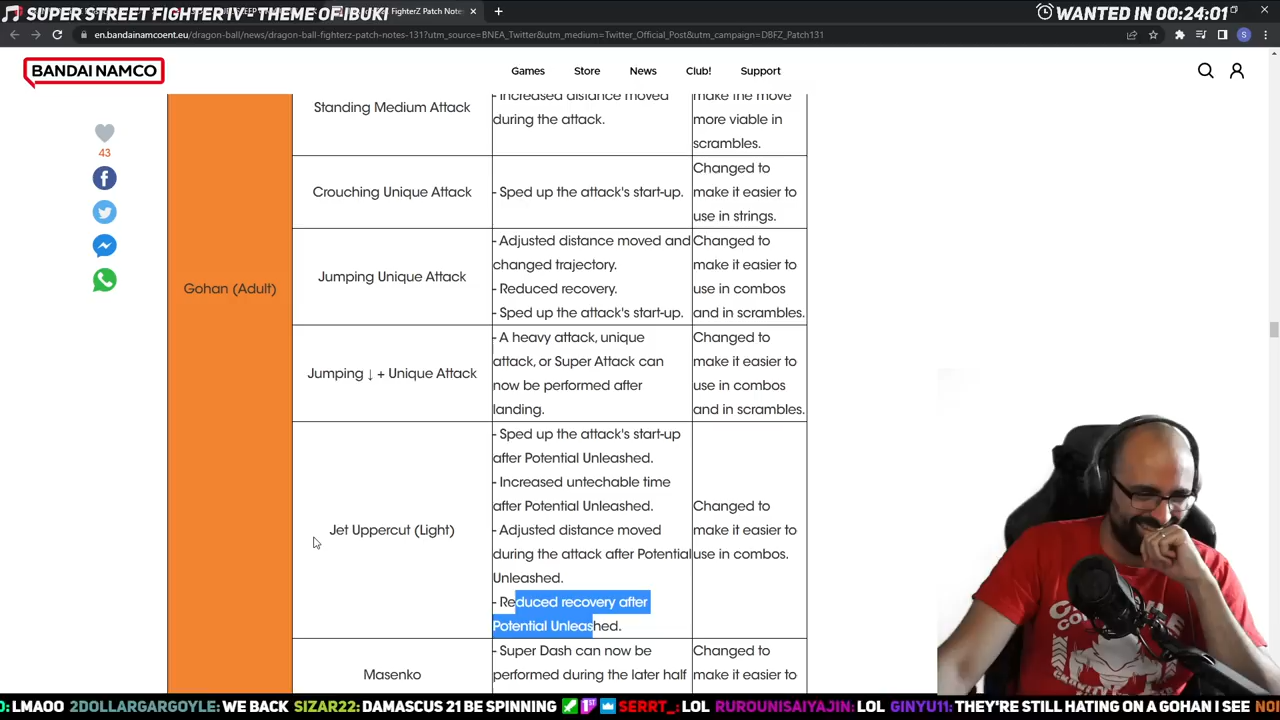 SUPER STREET FIGHTER IV - THEME OF IBUKI
FighterZ Patch Note
WANTED IN 00:24:01
en.bandainamcoent.eu/dragon-ball/news/dragon-ball-fighterz-patch-notes-131?utm_source=BNEA_Twitter&utm_medium=Twitter_Official_Post&utm_campaign=DBFZ_Patch131
S
BANDAI NAMCO
Games
Store
News
Club!
Support
43
Gohan (Adult)
Standing Medium Attack
- Increased distance moved
during the attack.
make the move
more viable in
scrambles.
Crouching Unique Attack
- Sped up the attack's start-up.
Changed to
make it easier to
use in strings.
Jumping Unique Attack
- Adjusted distance moved and
changed trajectory.
- Reduced recovery.
- Sped up the attack's start-up.
Changed to
make it easier to
use in combos
and in scrambles.
Jumping ↓ + Unique Attack
- A heavy attack, unique
attack, or Super Attack can
now be performed after
landing.
Changed to
make it easier to
use in combos
and in scrambles.
Jet Uppercut (Light)
- Sped up the attack's start-up
after Potential Unleashed.
- Increased untechable time
after Potential Unleashed.
- Adjusted distance moved
during the attack after Potential
Unleashed.
- Reduced recovery after
Potential Unleashed.
Changed to
make it easier to
use in combos.
Masenko
- Super Dash can now be
performed during the later half
Changed to
make it easier to
: LMAOO 2DOLLARGARGOYLE: WE BACK SIZAR22: DAMASCUS 21 BE SPINNING SERRT_: LOL RUROUNISAIYAJIN: LOL GINYU11: THEY'RE STILL HATING ON A GOHAN I SEE